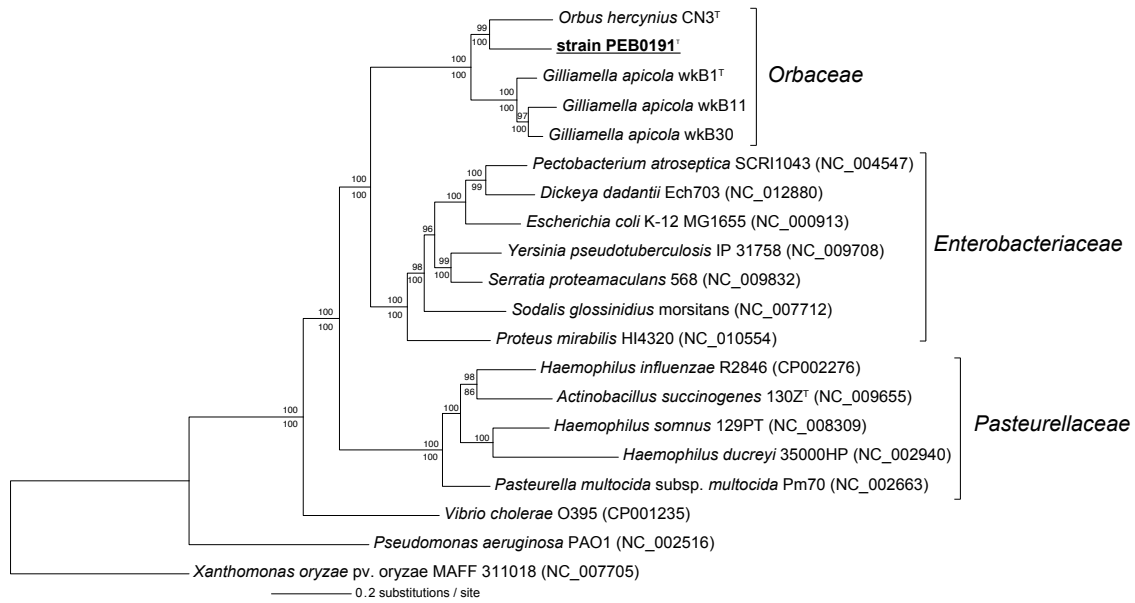 Orbus hercynius CN3ᵀ
99
100
strain PEB0191ᵀ
100
100
Orbaceae
Gilliamella apicola wkB1ᵀ
100
100
Gilliamella apicola wkB11
97
100
Gilliamella apicola wkB30
Pectobacterium atroseptica SCRI1043 (NC_004547)
100
99
100
100
100
Dickeya dadantii Ech703 (NC_012880)
100
Escherichia coli K-12 MG1655 (NC_000913)
96
Enterobacteriaceae
Yersinia pseudotuberculosis IP 31758 (NC_009708)
99
100
98
100
Serratia proteamaculans 568 (NC_009832)
Sodalis glossinidius morsitans (NC_007712)
100
100
100
100
Proteus mirabilis HI4320 (NC_010554)
Haemophilus influenzae R2846 (CP002276)
98
86
Actinobacillus succinogenes 130Zᵀ (NC_009655)
100
100
100
Pasteurellaceae
Haemophilus somnus 129PT (NC_008309)
100
100
100
Haemophilus ducreyi 35000HP (NC_002940)
Pasteurella multocida subsp. multocida Pm70 (NC_002663)
Vibrio cholerae O395 (CP001235)
Pseudomonas aeruginosa PAO1 (NC_002516)
Xanthomonas oryzae pv. oryzae MAFF 311018 (NC_007705)
0.2 substitutions / site